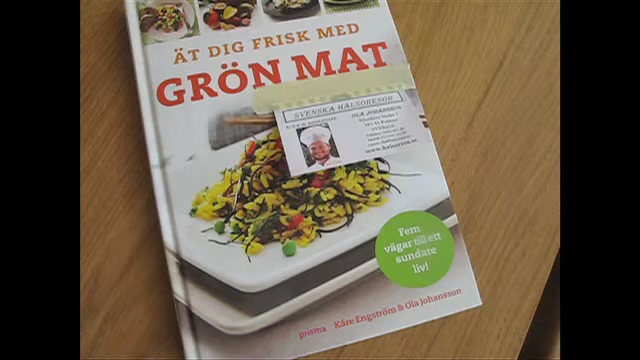 ÄT DIG FRISK MED
GRÖN MAT
SVENSKA HÄLSORESOR
OLA JOHANSSON
Fem
vägar till ett
sundare
liv!
prisma Kåre Engström & Ola Johansson